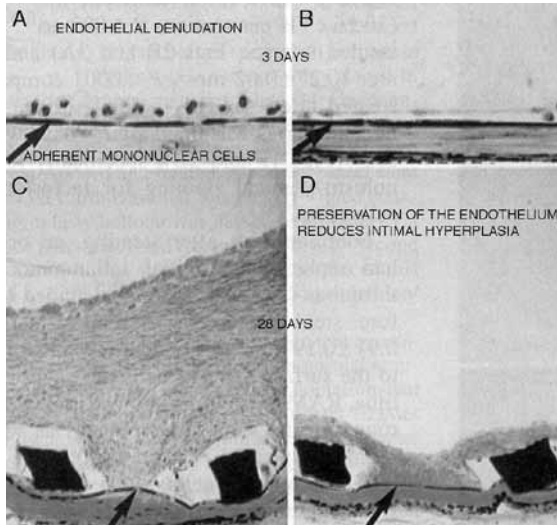 A
ENDOTHELIAL DENUDATION
B
3 DAYS
ADHERENT MONONUCLEAR CELLS
C
D
PRESERVATION OF THE ENDOTHELIUM
REDUCES INTIMAL HYPERPLASIA
28 DAYS